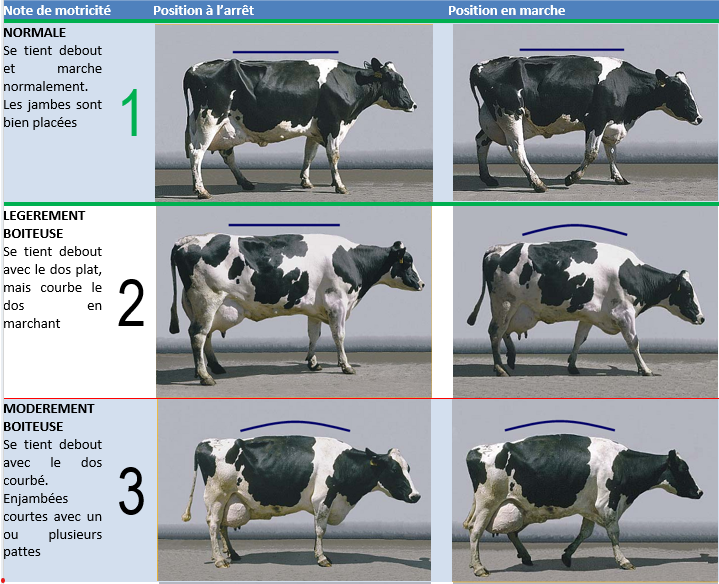 Note de motricité Position à l'arrêt Position en marche
NORMALE
Se tient debout
et marche
normalement.
Les jambes sont
bien placées
1
LEGEREMENT
BOITEUSE
Se tient debout
avec le dos plat,
mais courbe le
dos en
marchant
2
MODEREMENT
BOITEUSE
Se tient debout
avec le dos
courbé.
Enjambées
courtes avec un
ou plusieurs
pattes
3